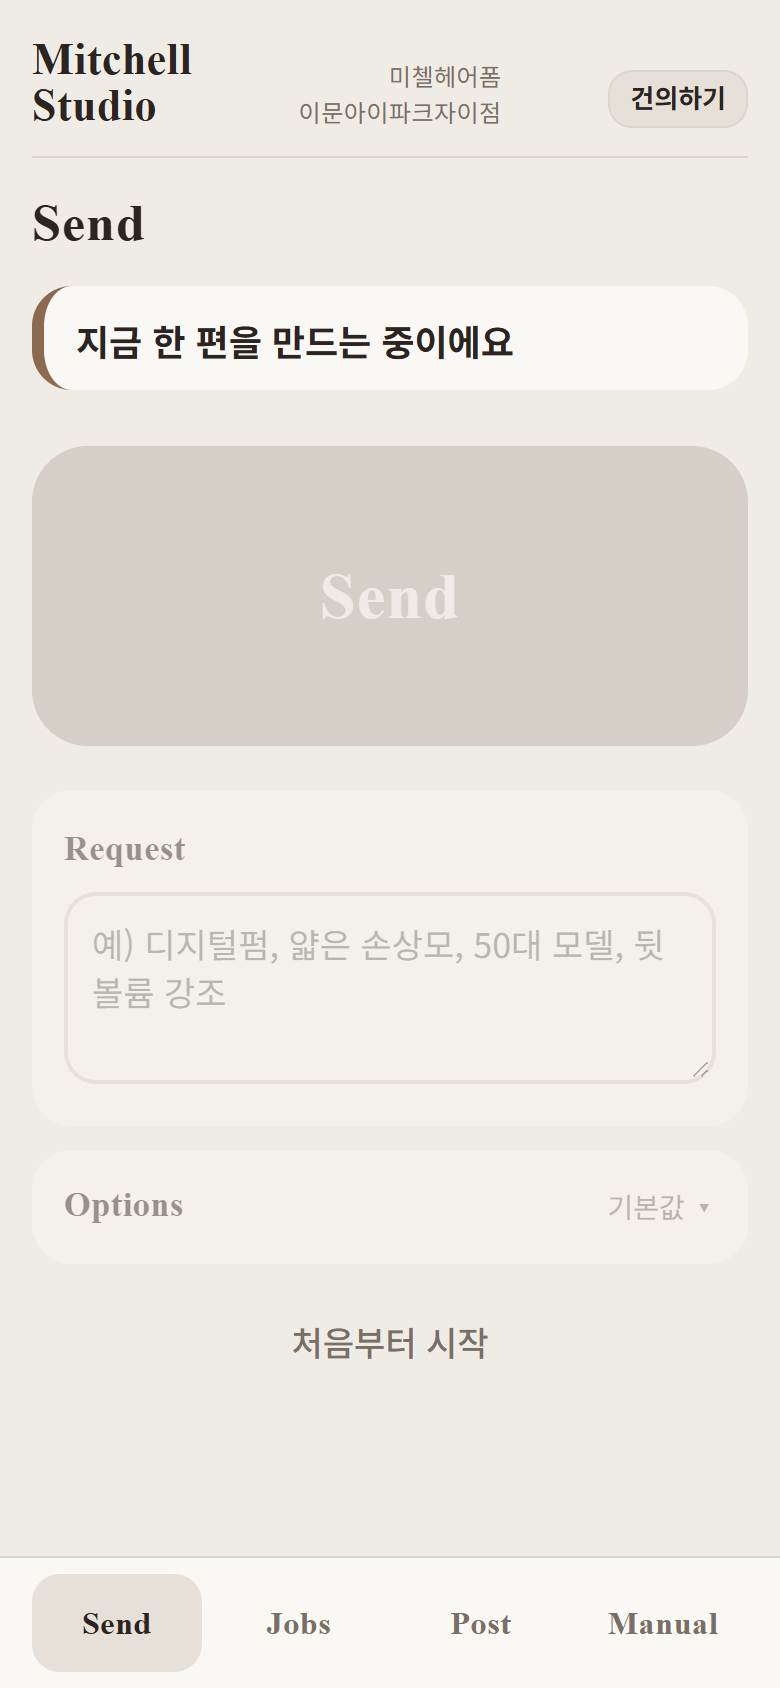 Mitchell
Studio
미첼헤어폼
이문아이파크자이점
건의하기
Send
지금 한 편을 만드는 중이에요
Send
Request
예) 디지털펌, 얇은 손상모, 50대 모델, 뒷
볼륨 강조
Options
기본값 ▾
처음부터 시작
Send
Jobs
Post
Manual